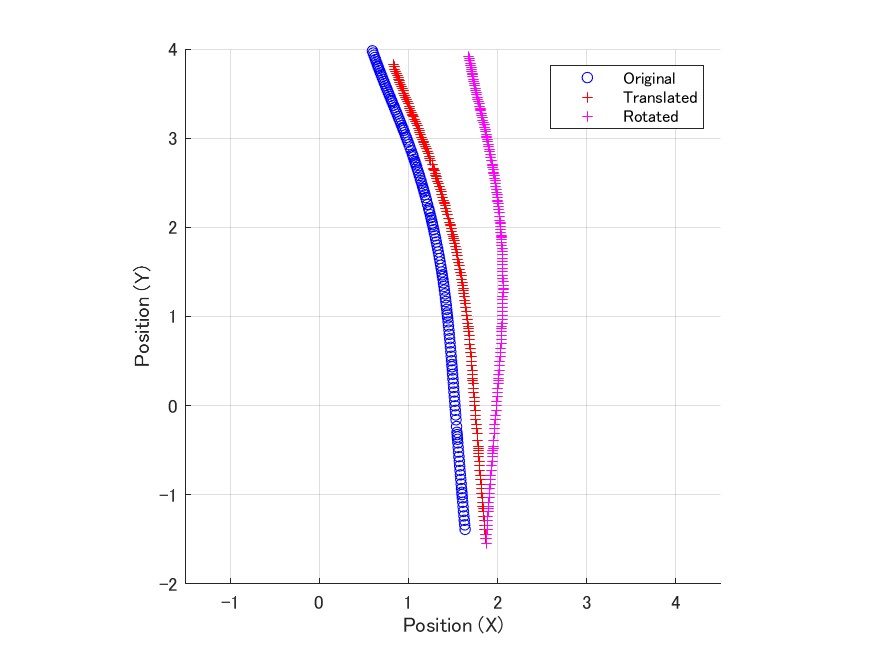 4
3
2
1
0
−1
−2
−1
0
1
2
3
4
Position (X)
Position (Y)
Original
Translated
Rotated